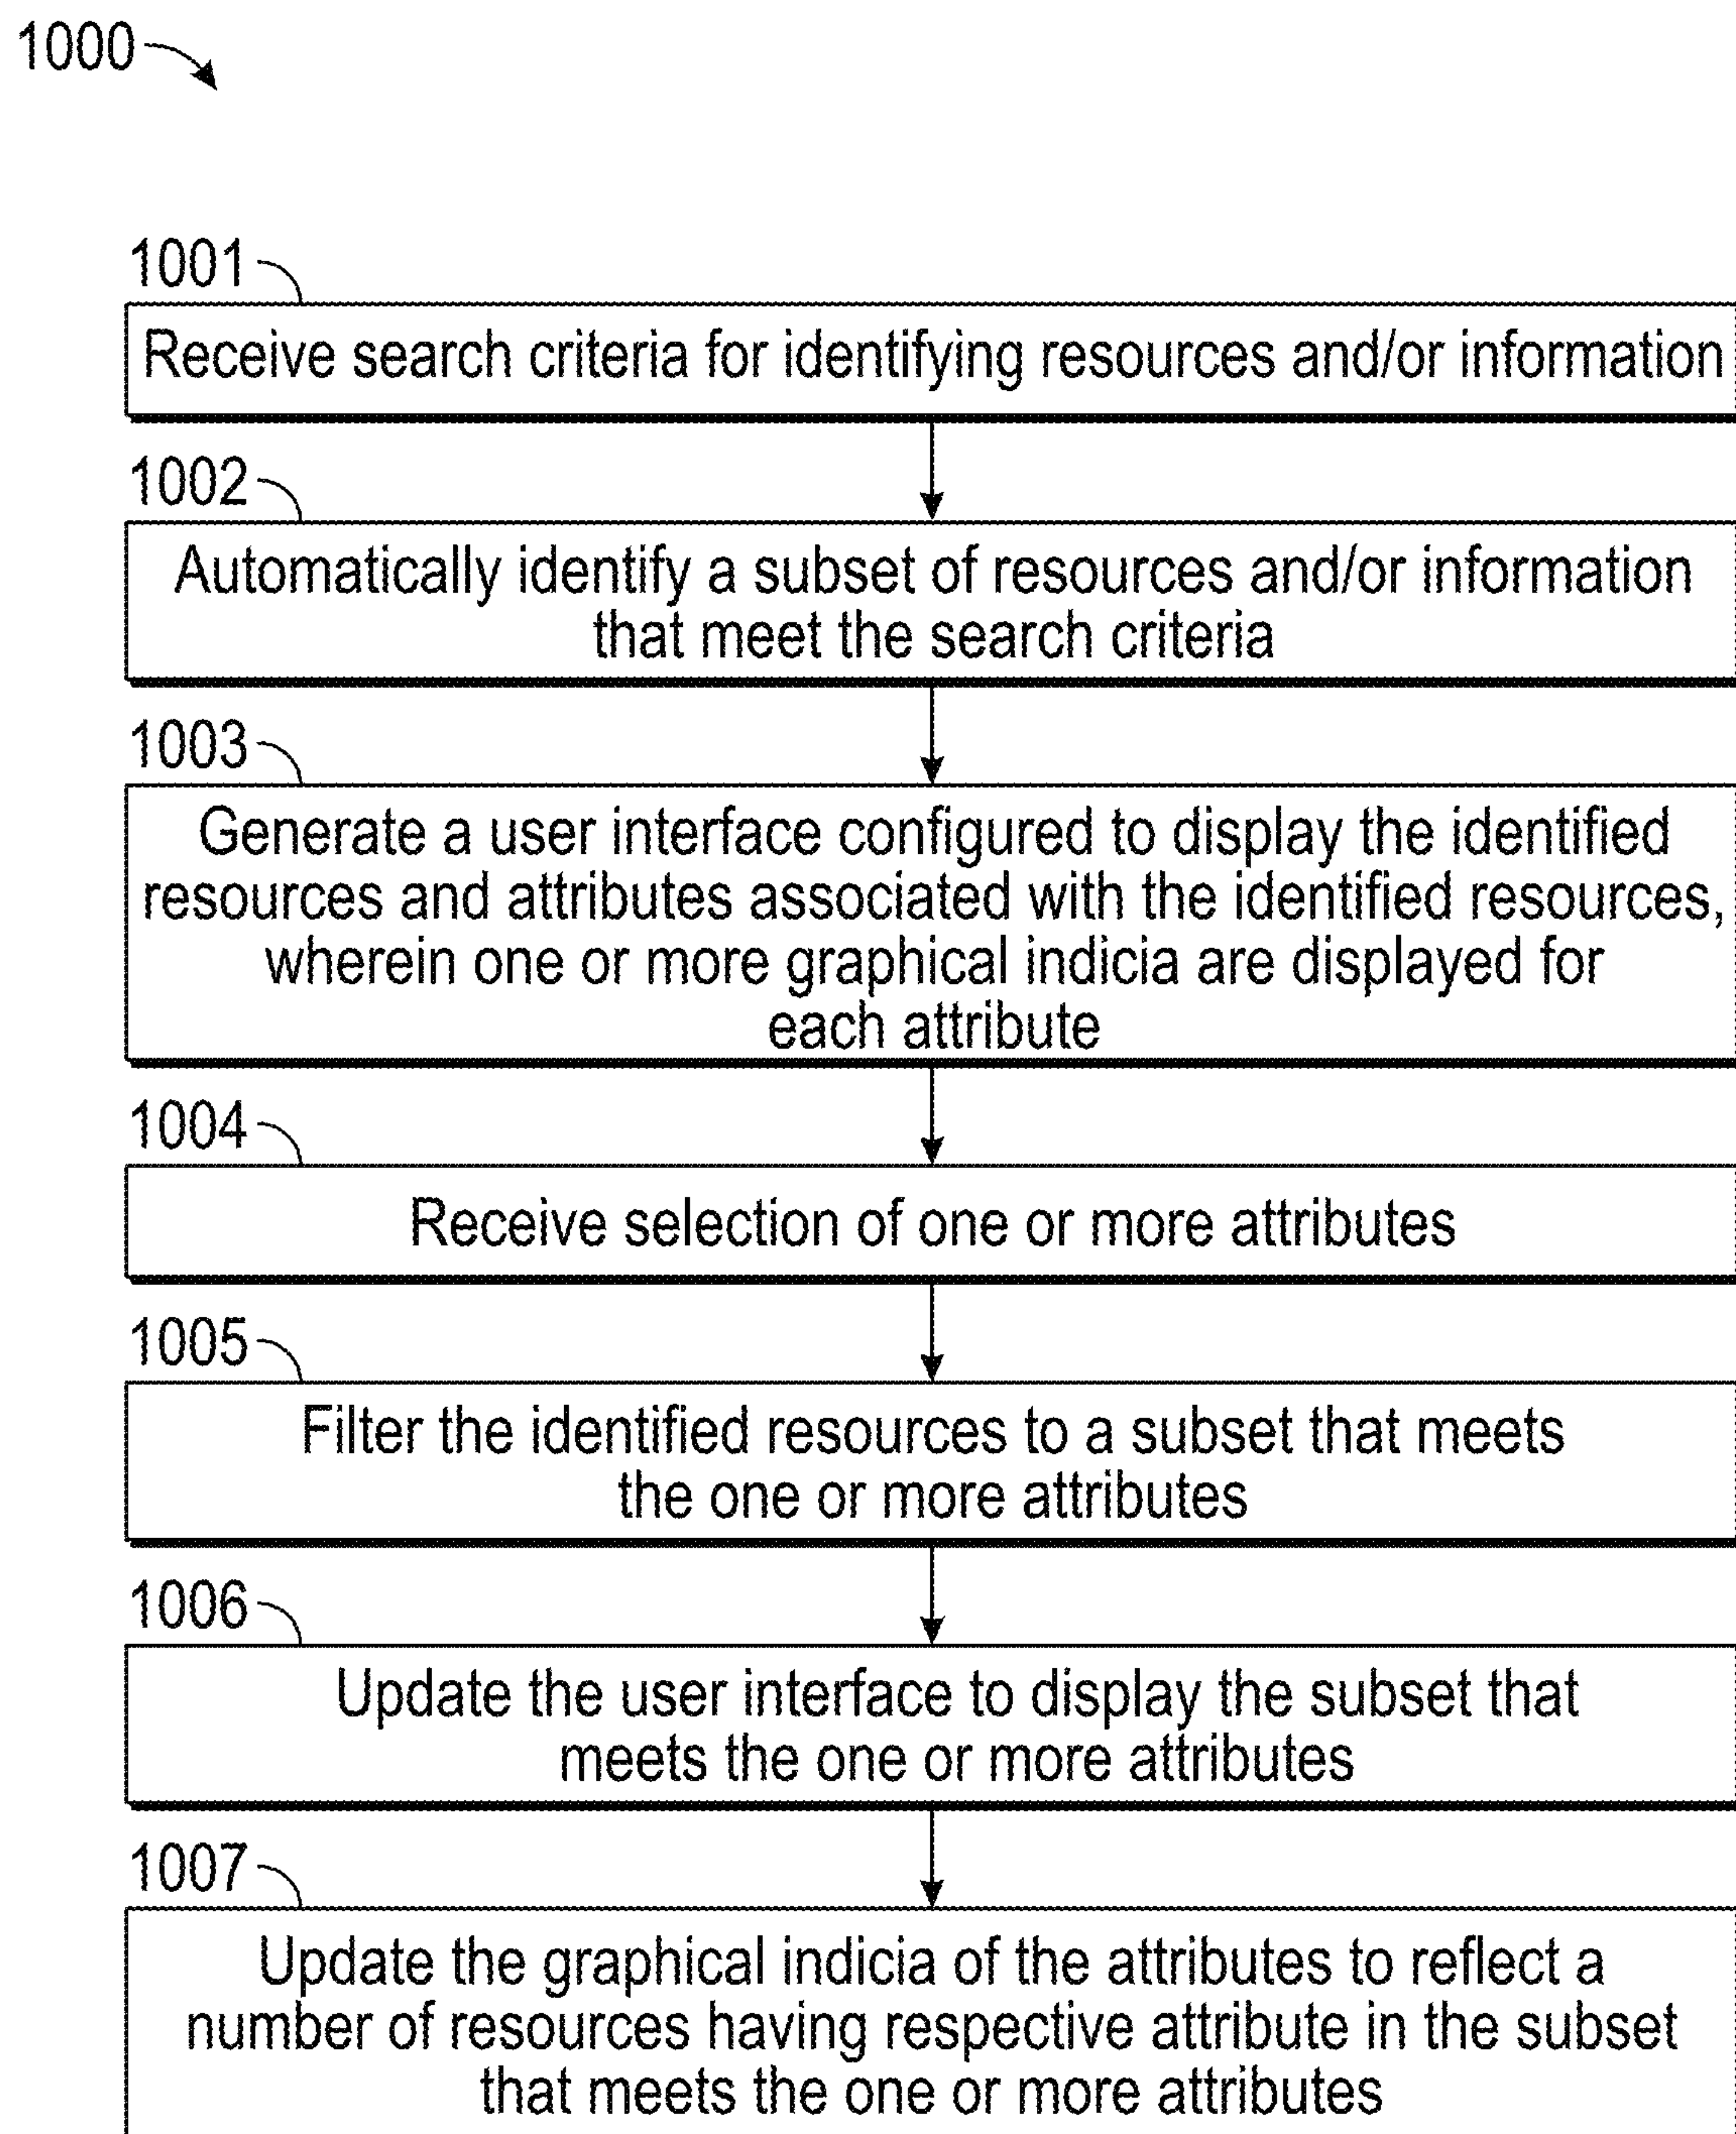 1000
1001
Receive search criteria for identifying resources and/or information
1002
Automatically identify a subset of resources and/or information
that meet the search criteria
1003
Generate a user interface configured to display the identified
resources and attributes associated with the identified resources,
wherein one or more graphical indicia are displayed for
each attribute
1004
Receive selection of one or more attributes
1005
Filter the identified resources to a subset that meets
the one or more attributes
1006
Update the user interface to display the subset that
meets the one or more attributes
1007
Update the graphical indicia of the attributes to reflect a
number of resources having respective attribute in the subset
that meets the one or more attributes